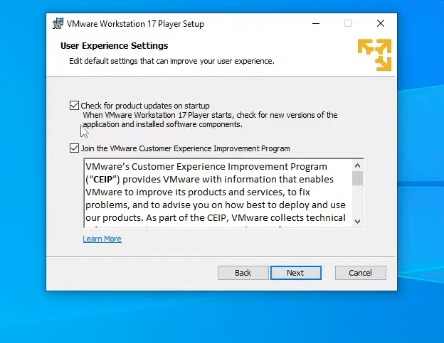 VMware Workstation 17 Player Setup
User Experience Settings
Edit default settings that can improve your user experience.
Check for product updates on startup
When VMware Workstation 17 Player starts, check for new versions of the
application and installed software components.
Join the VMware Customer Experience Improvement Program
VMware's Customer Experience Improvement Program
("CEIP") provides VMware with information that enables
VMware to improve its products and services, to fix
problems, and to advise you on how best to deploy and use
our products. As part of the CEIP, VMware collects technical
Learn More
Back
Next
Cancel